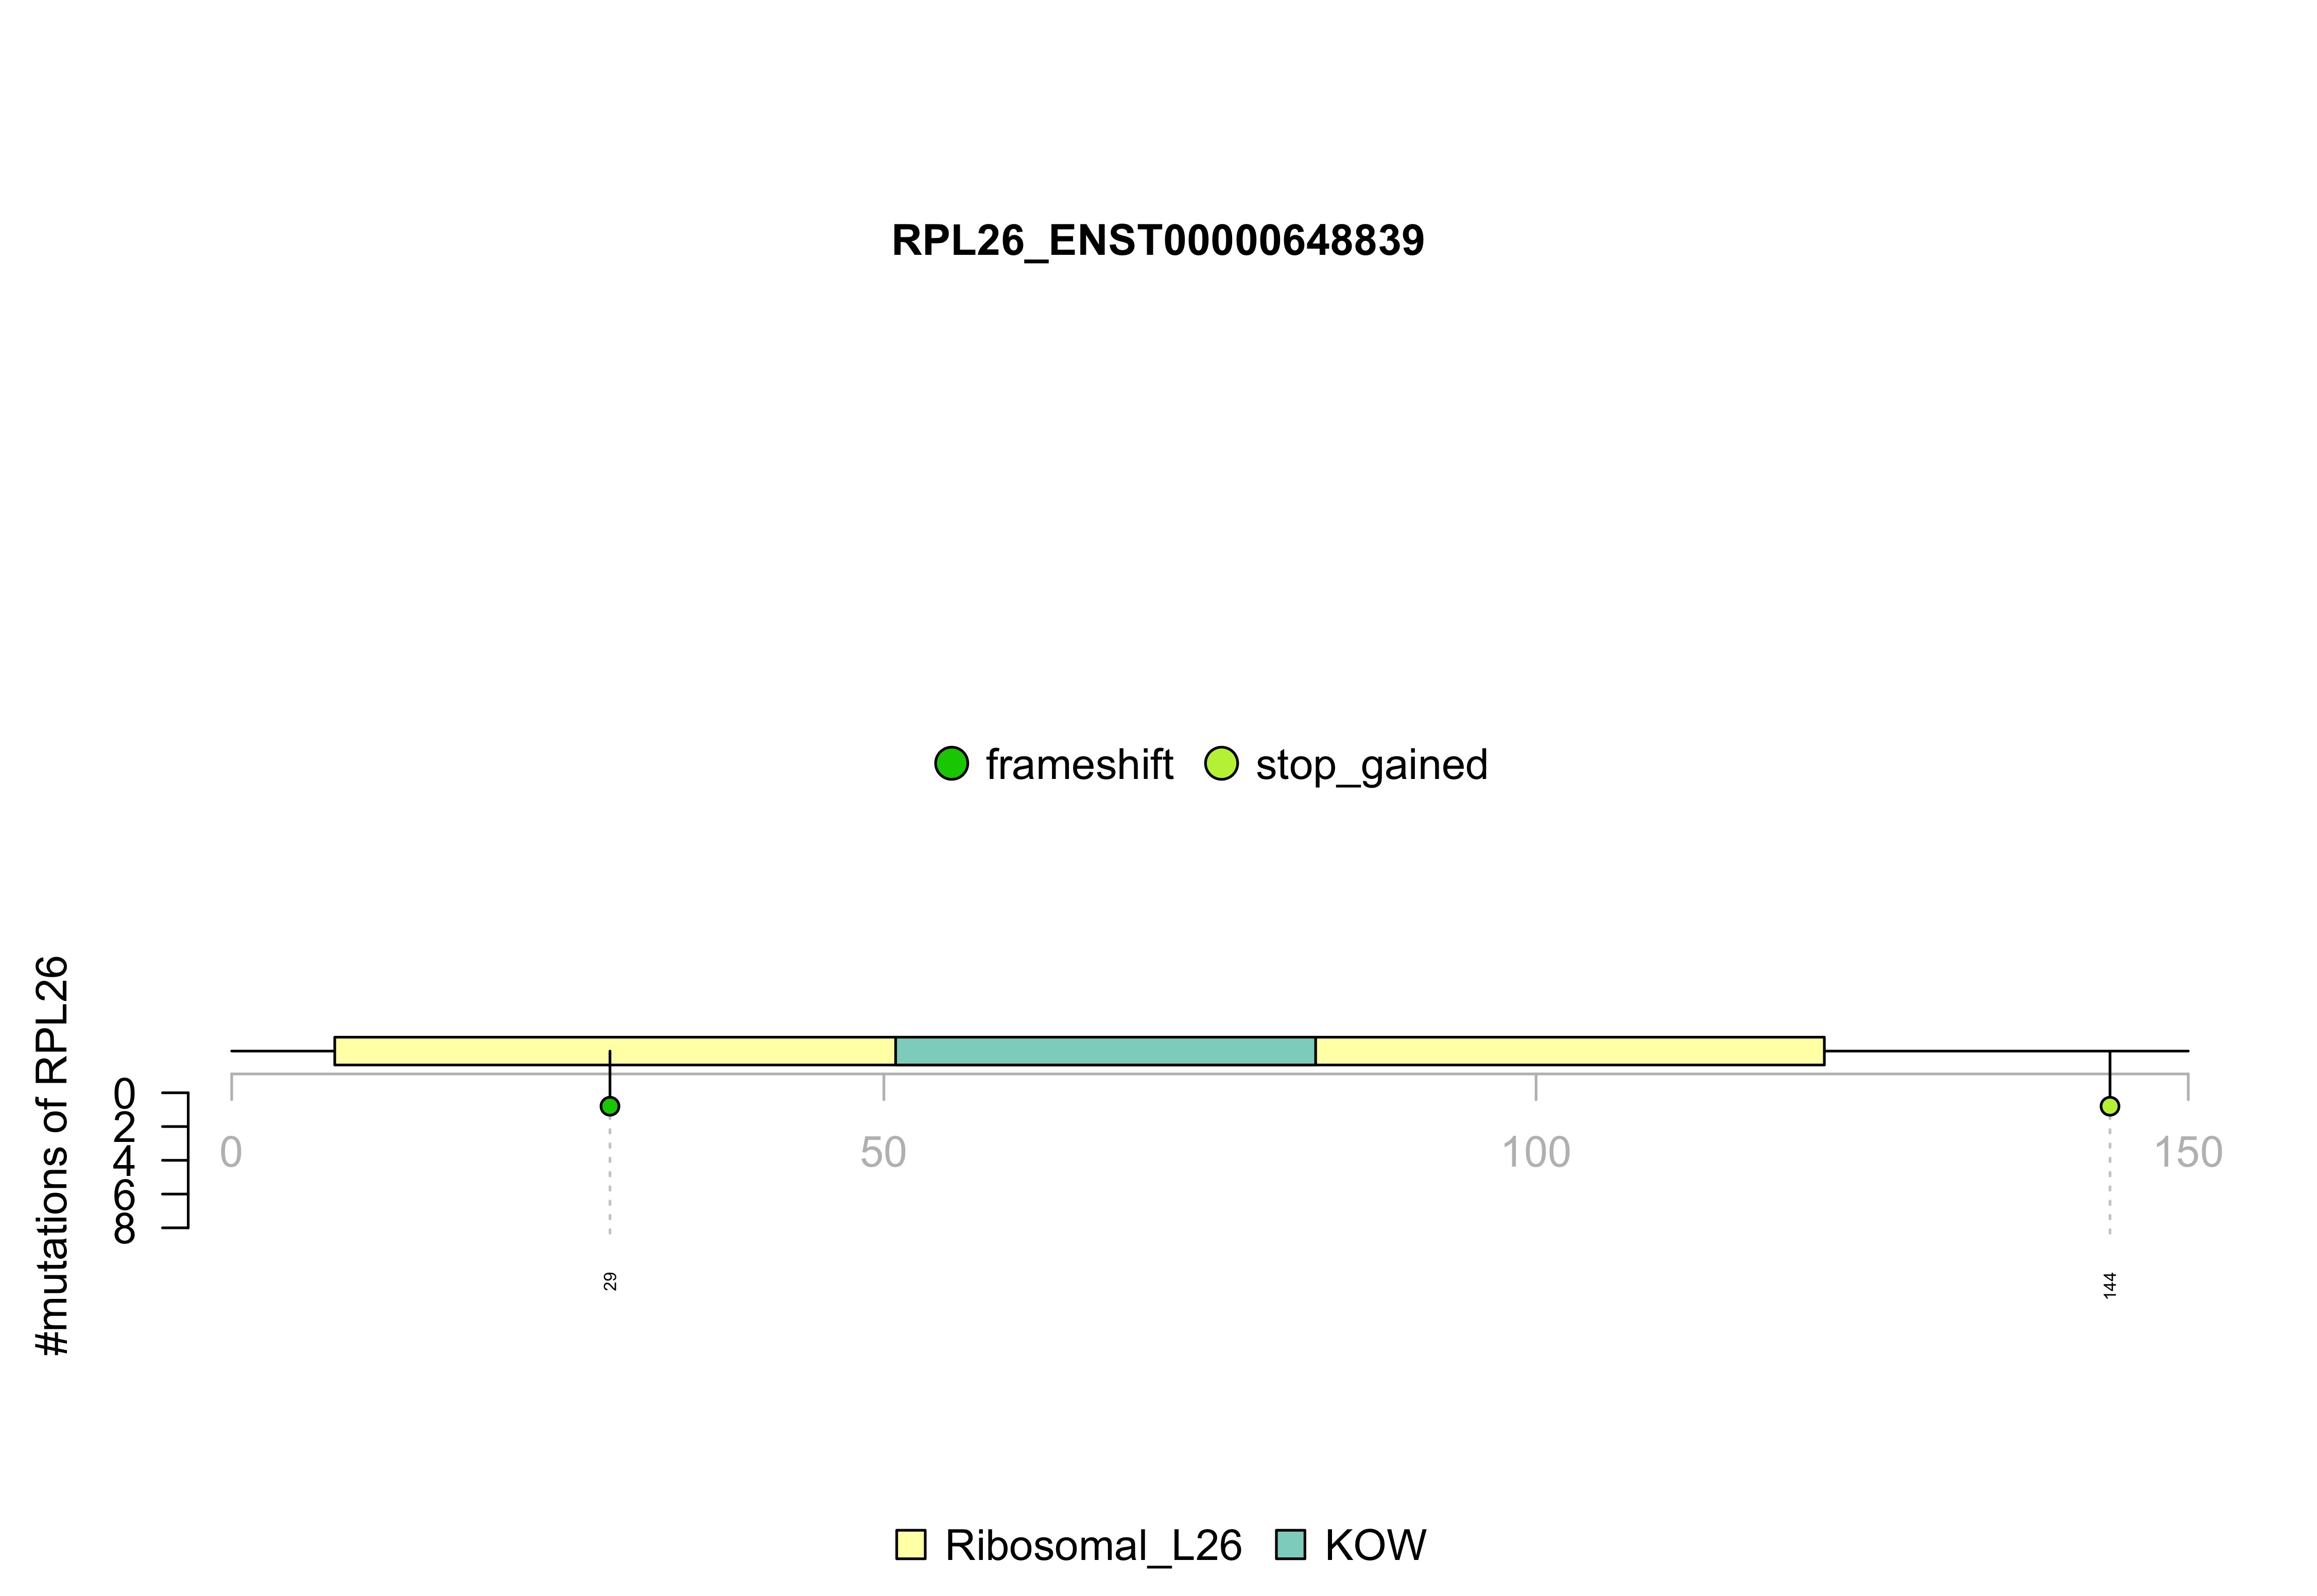 RPL26_ENST00000648839
frameshift stop_gained
#mutations of RPL26
0
2
4
6
8
0 50 100 150
29 144
Ribosomal_L26 KOW